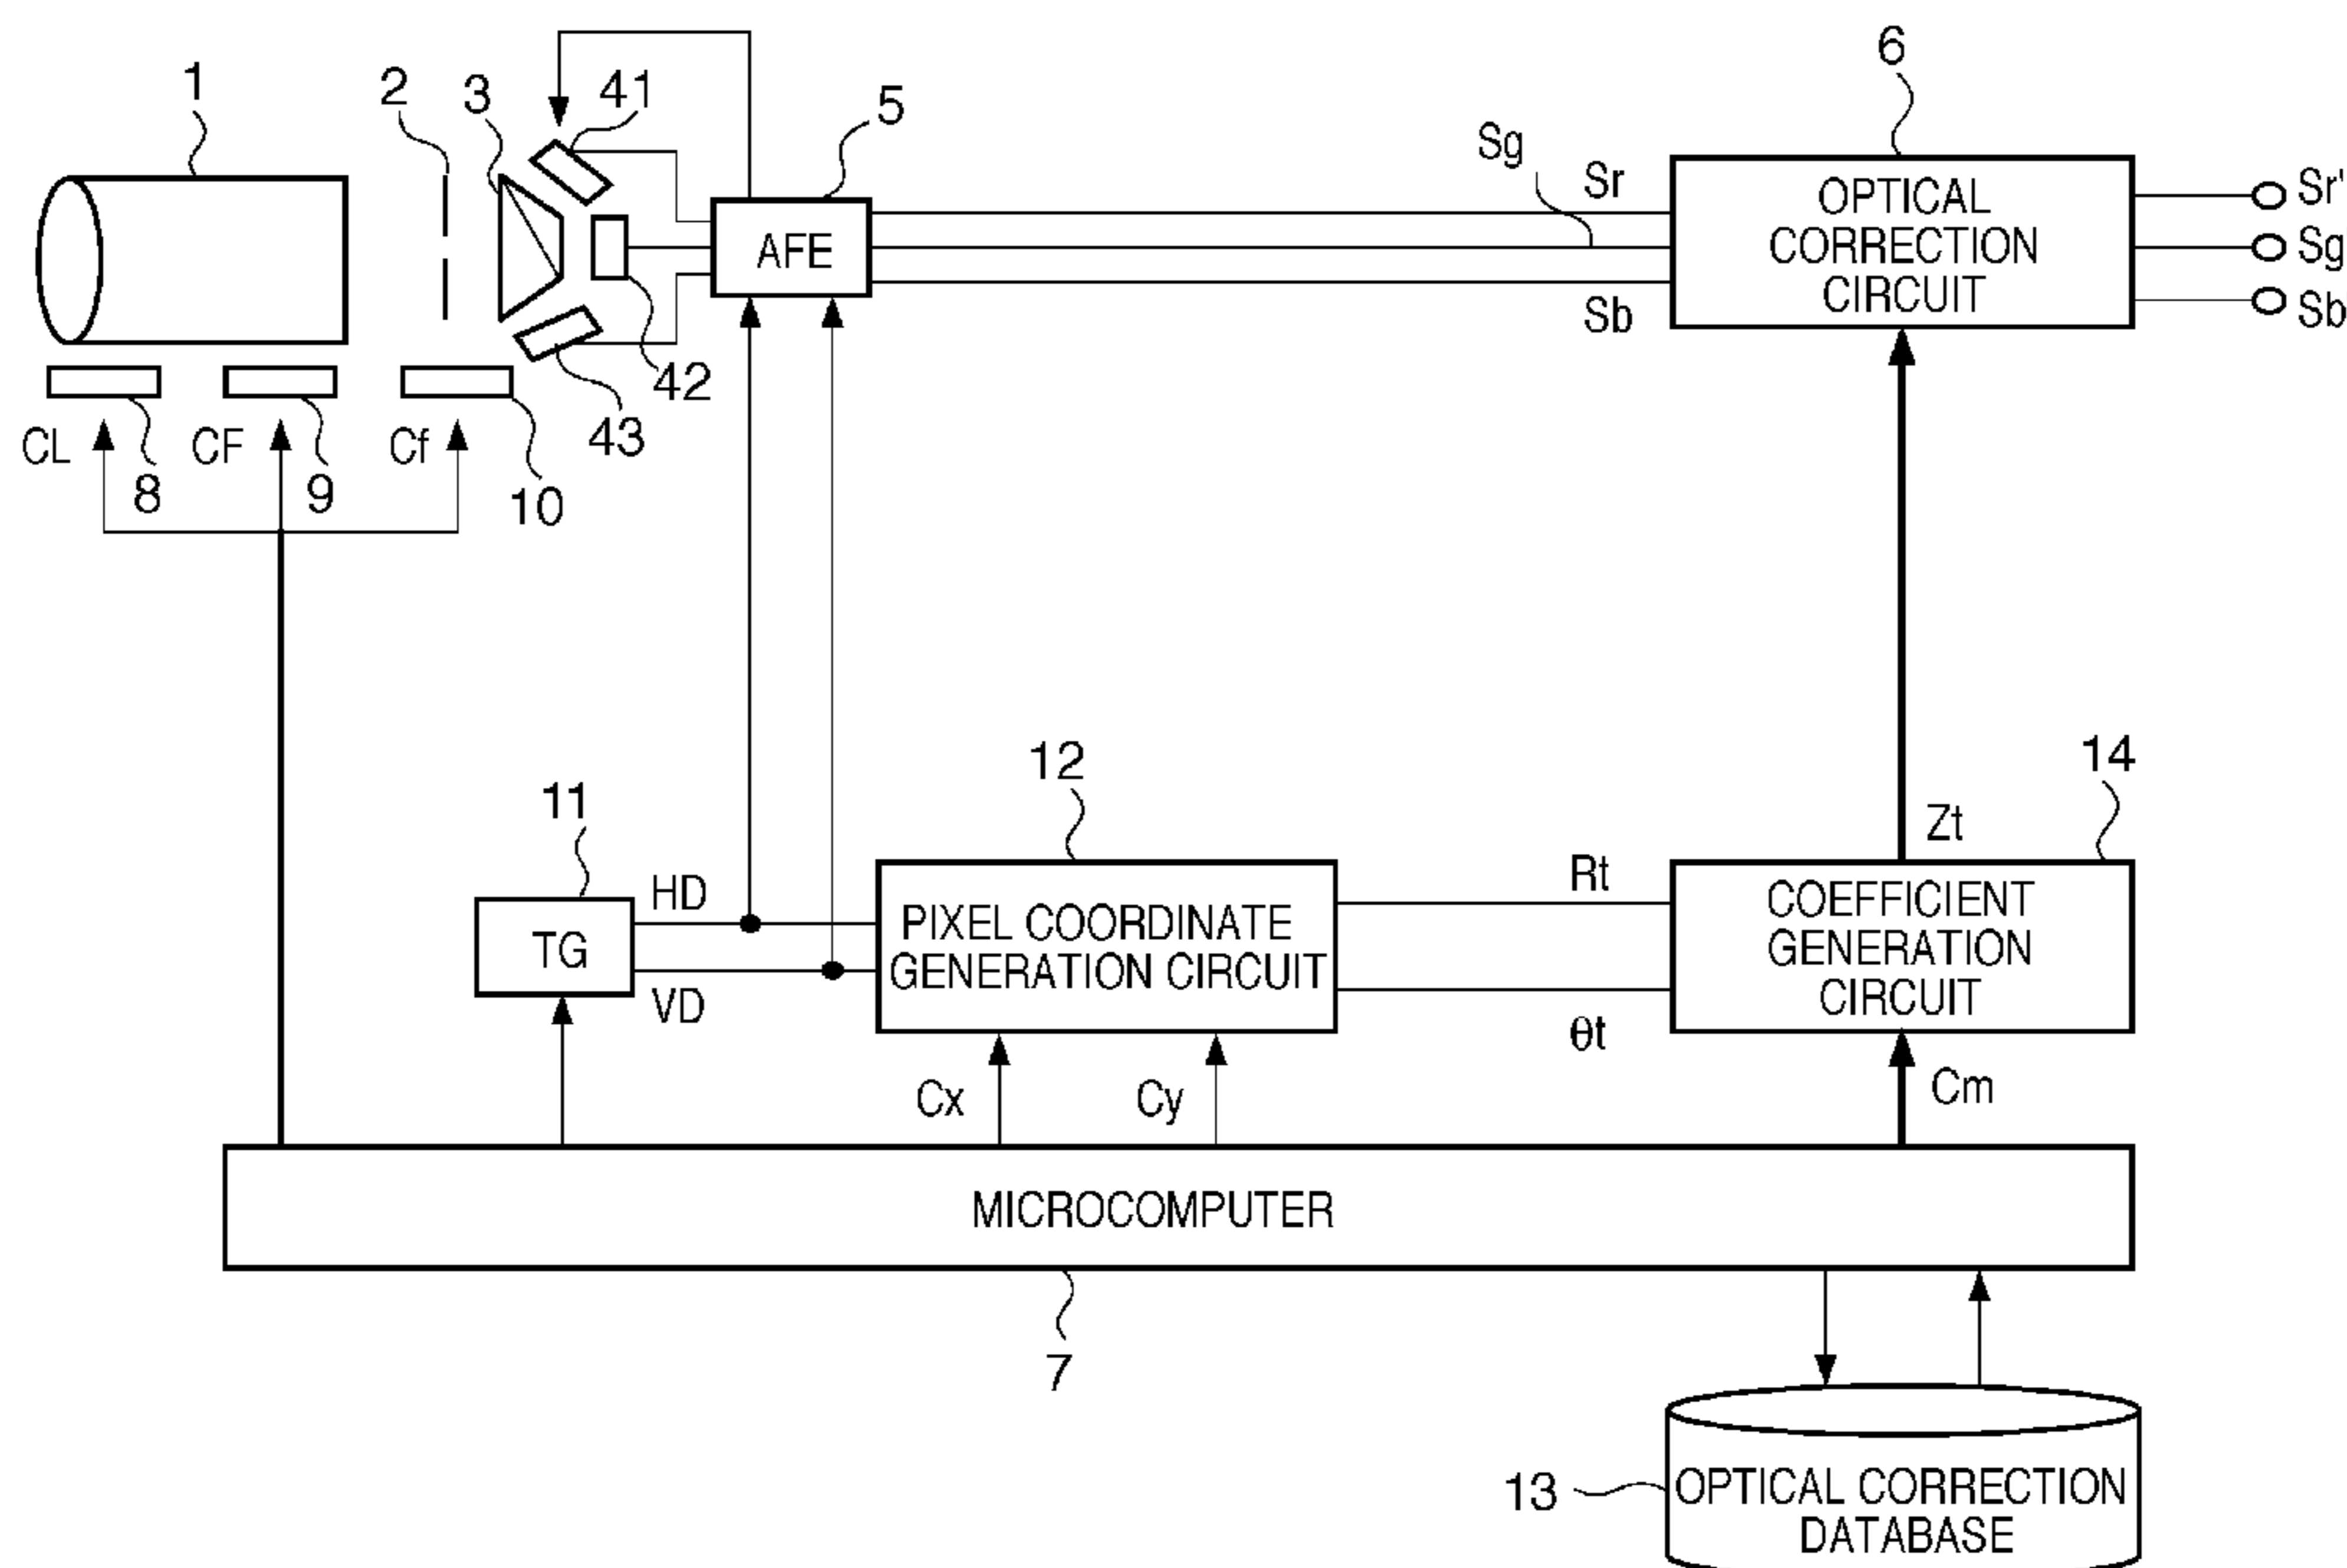 1
2
3
41
5
6
Sg
Sr
Sb
AFE
OPTICAL
CORRECTION
CIRCUIT
Sr'
Sg
Sb
42
43
CL
CF
Cf
8
9
10
11
12
14
Zt
HD
VD
TG
PIXEL COORDINATE
GENERATION CIRCUIT
Rt
θt
COEFFICIENT
GENERATION
CIRCUIT
Cx
Cy
Cm
MICROCOMPUTER
7
13
OPTICAL CORRECTION
DATABASE